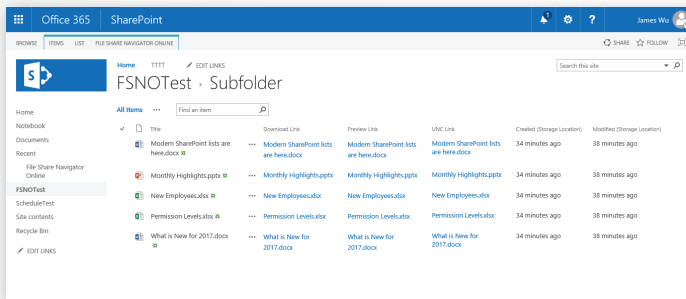 Office 365 SharePoint 1 ? James Wu
BROWSE ITEMS LIST FILE SHARE NAVIGATOR ONLINE SHARE FOLLOW
S
Home TTTT EDIT LINKS Search this site
FSNOTest › Subfolder
All Items ••• Find an item
Title Download Link Preview Link UNC Link Created (Storage Location) Modified (Storage Location)
Modern SharePoint lists are ••• Modern SharePoint lists Modern SharePoint lists Modern SharePoint lists 34 minutes ago 38 minutes ago
here.docx are here.docx are here.docx are here.docx
Monthly Highlights.pptx ••• Monthly Highlights.pptx Monthly Highlights.pptx Monthly Highlights.pptx 34 minutes ago 38 minutes ago
New Employees.xlsx ••• New Employees.xlsx New Employees.xlsx New Employees.xlsx 34 minutes ago 38 minutes ago
Permission Levels.xlsx ••• Permission Levels.xlsx Permission Levels.xlsx Permission Levels.xlsx 34 minutes ago 38 minutes ago
What is New for 2017.docx ••• What is New for What is New for What is New for 34 minutes ago 38 minutes ago
2017.docx 2017.docx 2017.docx
Home
Notebook
Documents
Recent
File Share Navigator
Online
FSNOTest
ScheduleTest
Site contents
Recycle Bin
EDIT LINKS